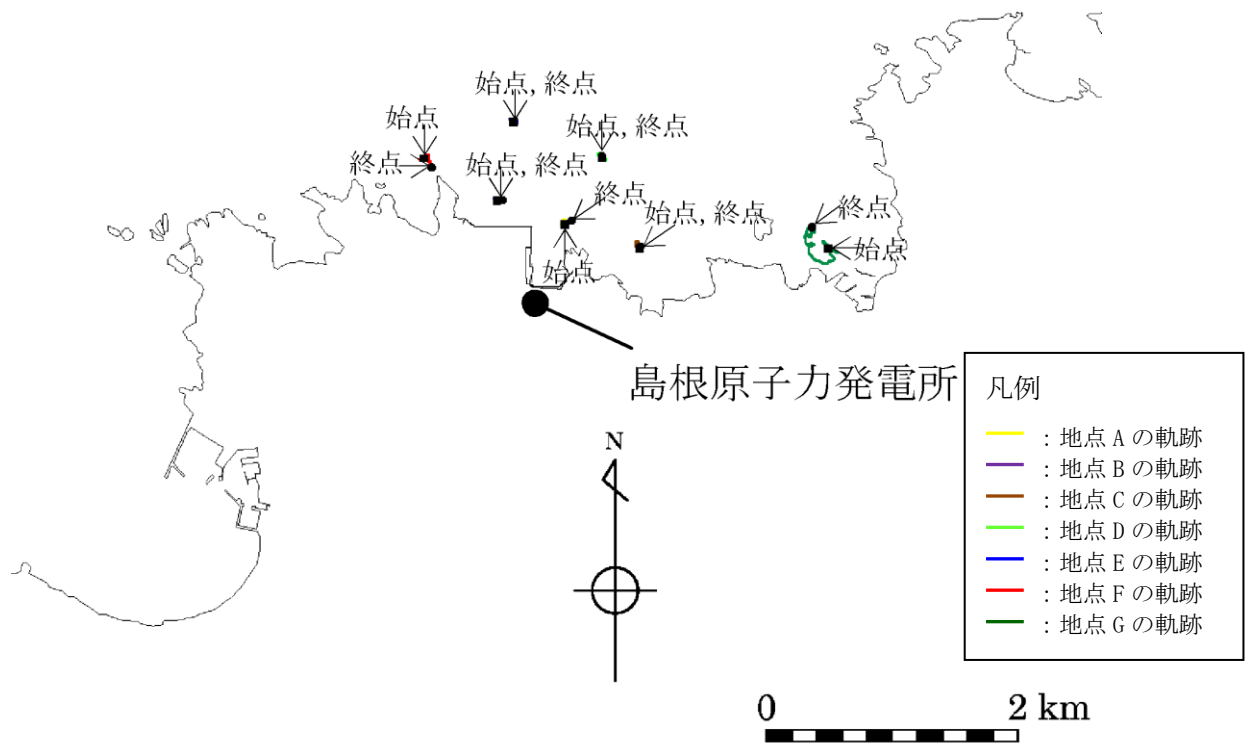 始点, 終点
始点
始点, 終点
終点
始点, 終点
終点
始点, 終点
終点
始点
始点
島根原子力発電所
凡例
：地点 A の軌跡
：地点 B の軌跡
：地点 C の軌跡
：地点 D の軌跡
：地点 E の軌跡
：地点 F の軌跡
：地点 G の軌跡
N
0 2 km